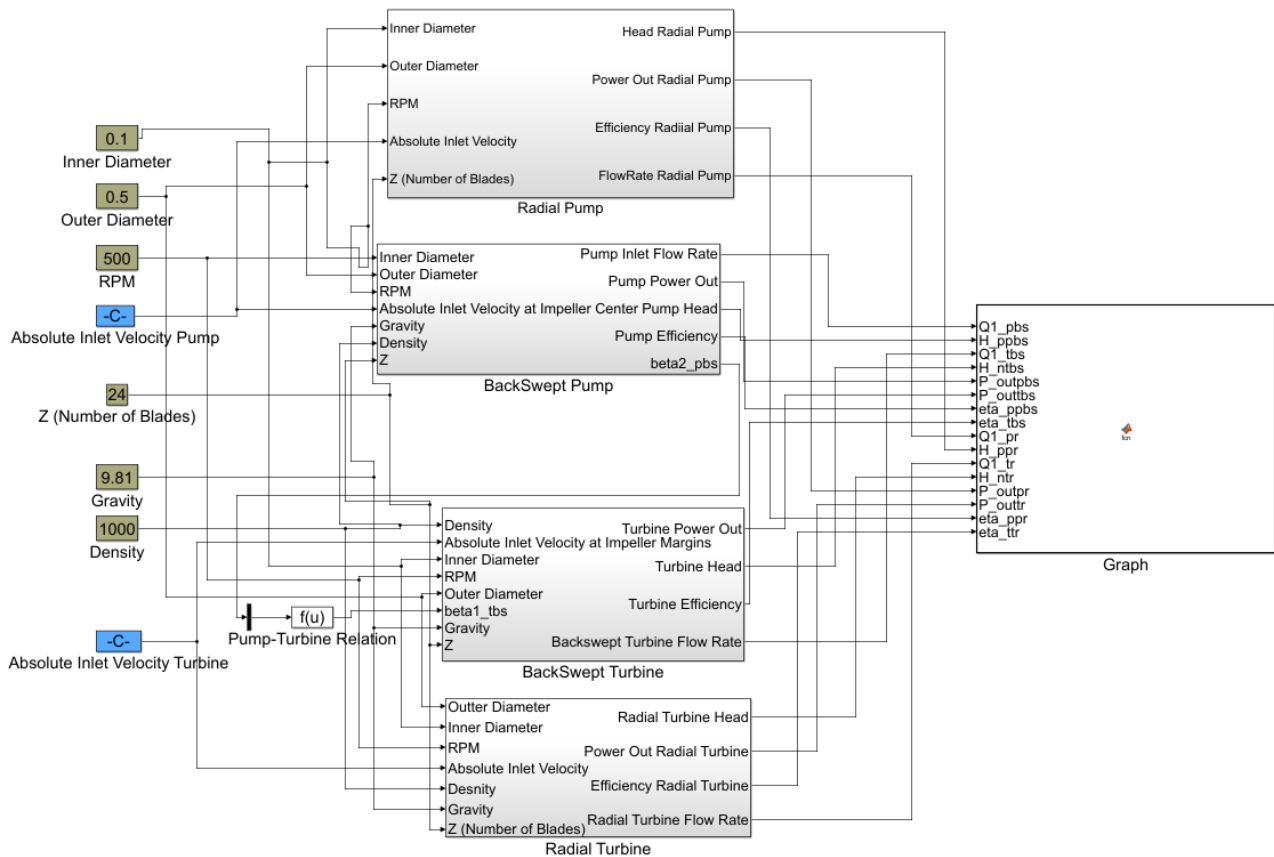 Inner Diameter
Outer Diameter
RPM
Absolute Inlet Velocity
Z (Number of Blades)
Head Radial Pump
Power Out Radial Pump
Efficiency Radiial Pump
FlowRate Radial Pump
Radial Pump
0.1
Inner Diameter
0.5
Outer Diameter
500
RPM
-C-
Absolute Inlet Velocity Pump
24
Z (Number of Blades)
9.81
Gravity
1000
Density
-C-
Absolute Inlet Velocity Turbine
Inner Diameter
Outer Diameter
RPM
Absolute Inlet Velocity at Impeller Center
Gravity
Density
Z
Pump Inlet Flow Rate
Pump Power Out
Pump Head
Pump Efficiency
beta2_pbs
BackSwept Pump
f(u)
Pump-Turbine Relation
Density
Absolute Inlet Velocity at Impeller Margins
Inner Diameter
RPM
Outer Diameter
beta1_tbs
Gravity
Z
Turbine Power Out
Turbine Head
Turbine Efficiency
Backswept Turbine Flow Rate
BackSwept Turbine
Outter Diameter
Inner Diameter
RPM
Absolute Inlet Velocity
Desnity
Gravity
Z (Number of Blades)
Radial Turbine Head
Power Out Radial Turbine
Efficiency Radial Turbine
Radial Turbine Flow Rate
Radial Turbine
Q1_pbs
H_ppbs
Q1_tbs
H_ntbs
P_outpbs
P_outtbs
eta_ppbs
eta_tbs
Q1_pr
H_ppr
Q1_tr
H_ntr
P_outpr
P_outtr
eta_ppr
eta_ttr
fcn
Graph